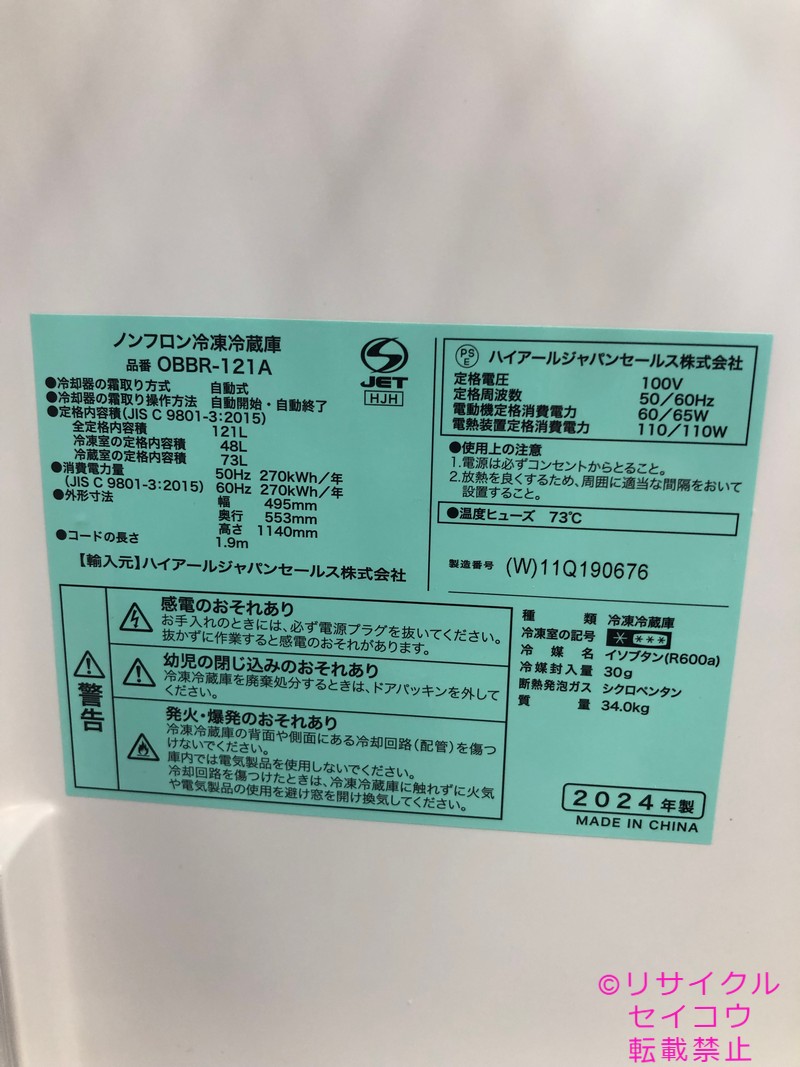 ノンフロン冷凍冷蔵庫
品番 OBBR-121A
●冷却器の霜取り方式 自動式
●冷却器の霜取り操作方法 自動開始・自動終了
●定格内容積(JIS C 9801-3:2015)
全定格内容積 121L
冷凍室の定格内容積 48L
冷蔵室の定格内容積 73L
●消費電力量 50Hz 270kWh/年
(JIS C 9801-3:2015) 60Hz 270kWh/年
●外形寸法 幅 495mm
奥行 553mm
高さ 1140mm
●コードの長さ 1.9m
【輸入元】ハイアールジャパンセールス株式会社
JET
HJH
PSE ハイアールジャパンセールス株式会社
定格電圧 100V
定格周波数 50/60Hz
電動機定格消費電力 60/65W
電熱装置定格消費電力 110/110W
●使用上の注意
1.電源は必ずコンセントからとること。
2.放熱を良くするため、周囲に適当な間隔をおいて
設置すること。
●温度ヒューズ 73℃
製造番号 (W)11Q190676
警告
感電のおそれあり
お手入れのときには、必ず電源プラグを抜いてください。
抜かずに作業すると感電のおそれがあります。
幼児の閉じ込みのおそれあり
冷凍冷蔵庫を廃棄処分するときは、ドアパッキンを外して
ください。
発火・爆発のおそれあり
冷凍冷蔵庫の背面や側面にある冷却回路(配管)を傷つ
けないでください。
庫内では電気製品を使用しないでください。
冷却回路を傷つけたときは、冷凍冷蔵庫に触れずに火気
や電気製品の使用を避け窓を開け換気してください。
種類 冷凍冷蔵庫
冷凍室の記号 * ***
冷媒名 イソブタン(R600a)
冷媒封入量 30g
断熱発泡ガス シクロペンタン
質量 34.0kg
2024年製
MADE IN CHINA
©リサイクル
セイコウ
転載禁止